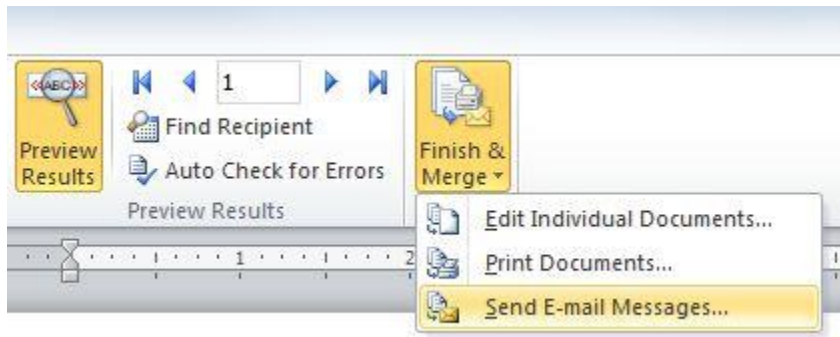 «ABC»
1
Find Recipient
Preview
Results
Auto Check for Errors
Preview Results
Finish &
Merge
Edit Individual Documents...
Print Documents...
Send E-mail Messages...
1
2